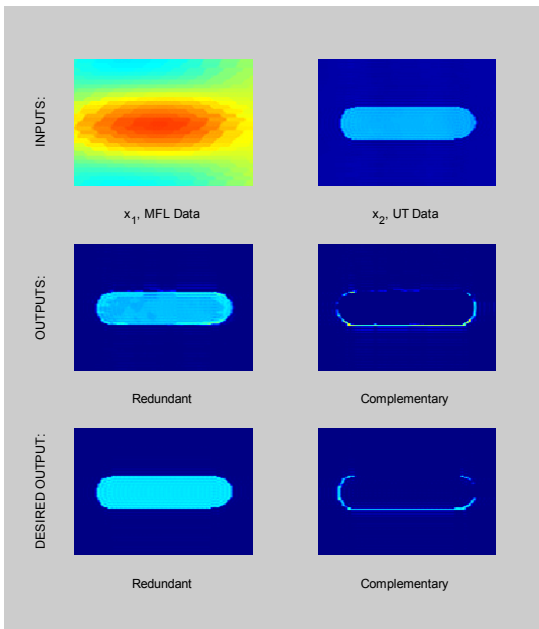 INPUTS:
x1, MFL Data
x2, UT Data
OUTPUTS:
Redundant
Complementary
DESIRED OUTPUT:
Redundant
Complementary